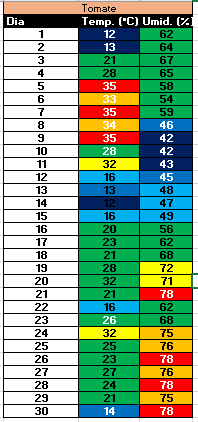 Tomate
Dia Temp. (°C) Umid. (%)
1 12 62
2 13 64
3 21 67
4 28 65
5 35 58
6 33 54
7 35 59
8 34 46
9 35 42
10 28 42
11 32 43
12 16 45
13 13 48
14 12 47
15 16 49
16 20 56
17 23 62
18 21 68
19 28 72
20 32 71
21 21 78
22 16 62
23 26 68
24 32 75
25 25 76
26 23 78
27 27 76
28 24 78
29 21 75
30 14 78